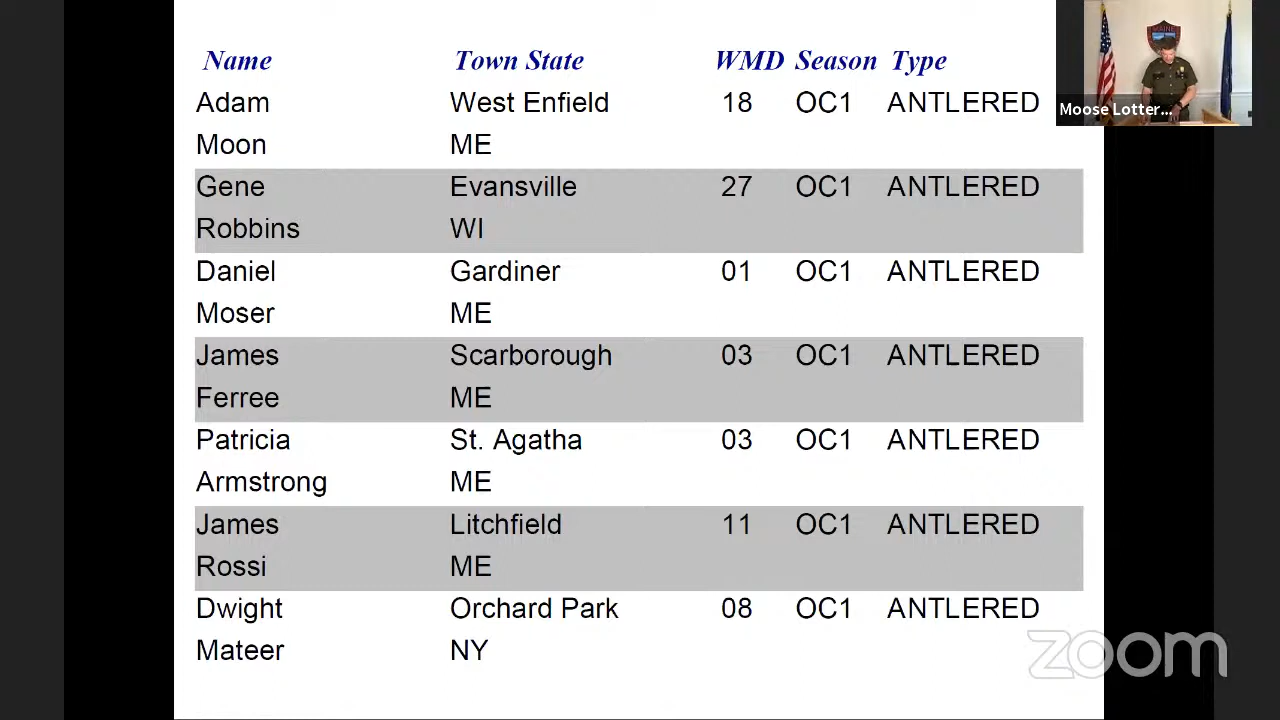 Name Town State WMD Season Type
Adam West Enfield 18 OC1 ANTLERED
Moon ME
Gene Evansville 27 OC1 ANTLERED
Robbins WI
Daniel Gardiner 01 OC1 ANTLERED
Moser ME
James Scarborough 03 OC1 ANTLERED
Ferree ME
Patricia St. Agatha 03 OC1 ANTLERED
Armstrong ME
James Litchfield 11 OC1 ANTLERED
Rossi ME
Dwight Orchard Park 08 OC1 ANTLERED
Mateer NY
MAINE
Moose Lotter...
zoom